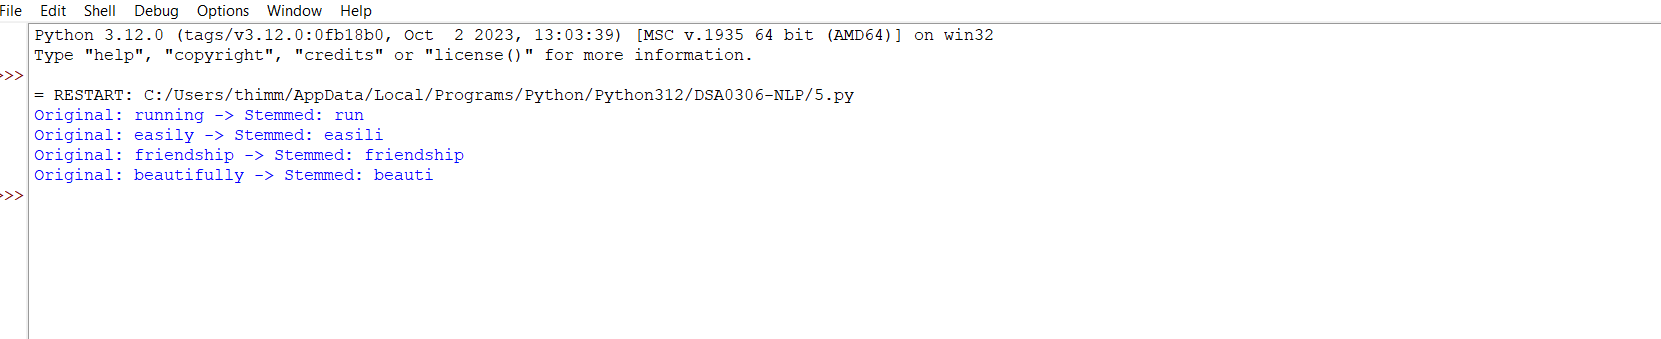 File Edit Shell Debug Options Window Help
Python 3.12.0 (tags/v3.12.0:0fb18b0, Oct  2 2023, 13:03:39) [MSC v.1935 64 bit (AMD64)] on win32
Type "help", "copyright", "credits" or "license()" for more information.
>>>
= RESTART: C:/Users/thimm/AppData/Local/Programs/Python/Python312/DSA0306-NLP/5.py
Original: running -> Stemmed: run
Original: easily -> Stemmed: easili
Original: friendship -> Stemmed: friendship
Original: beautifully -> Stemmed: beauti
>>>